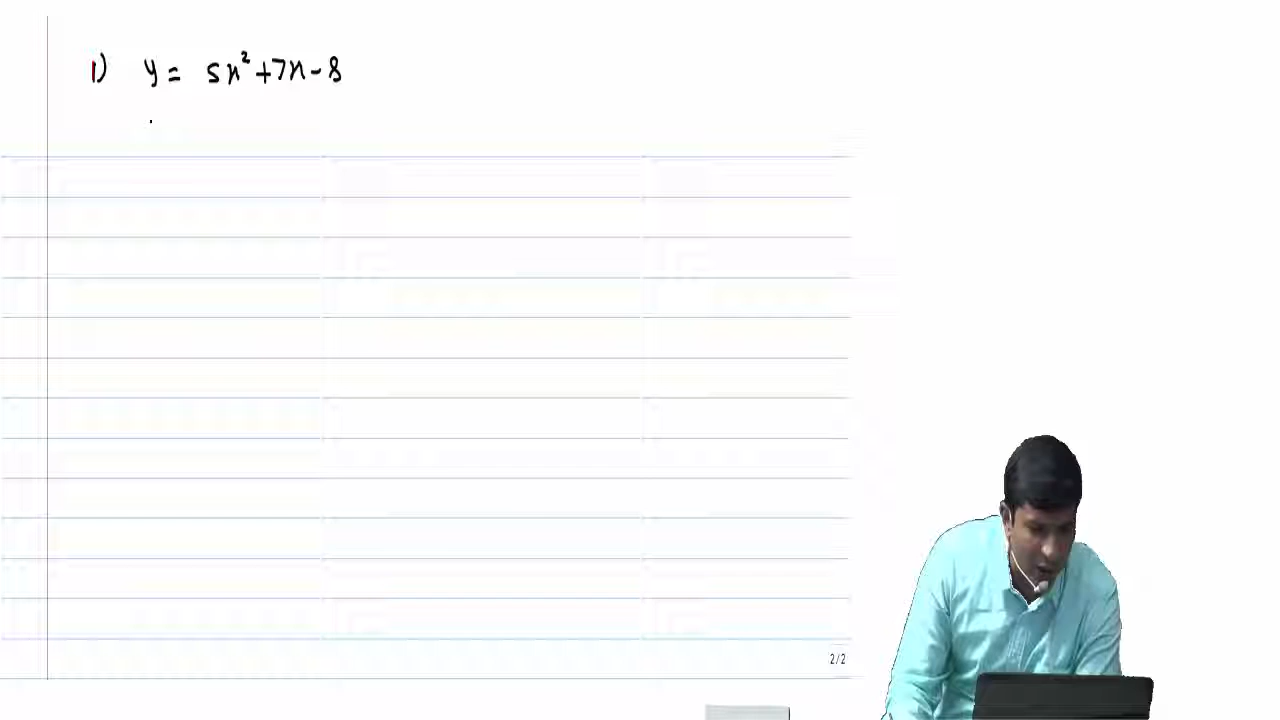 1) y = 5x²+7x-8
2/2